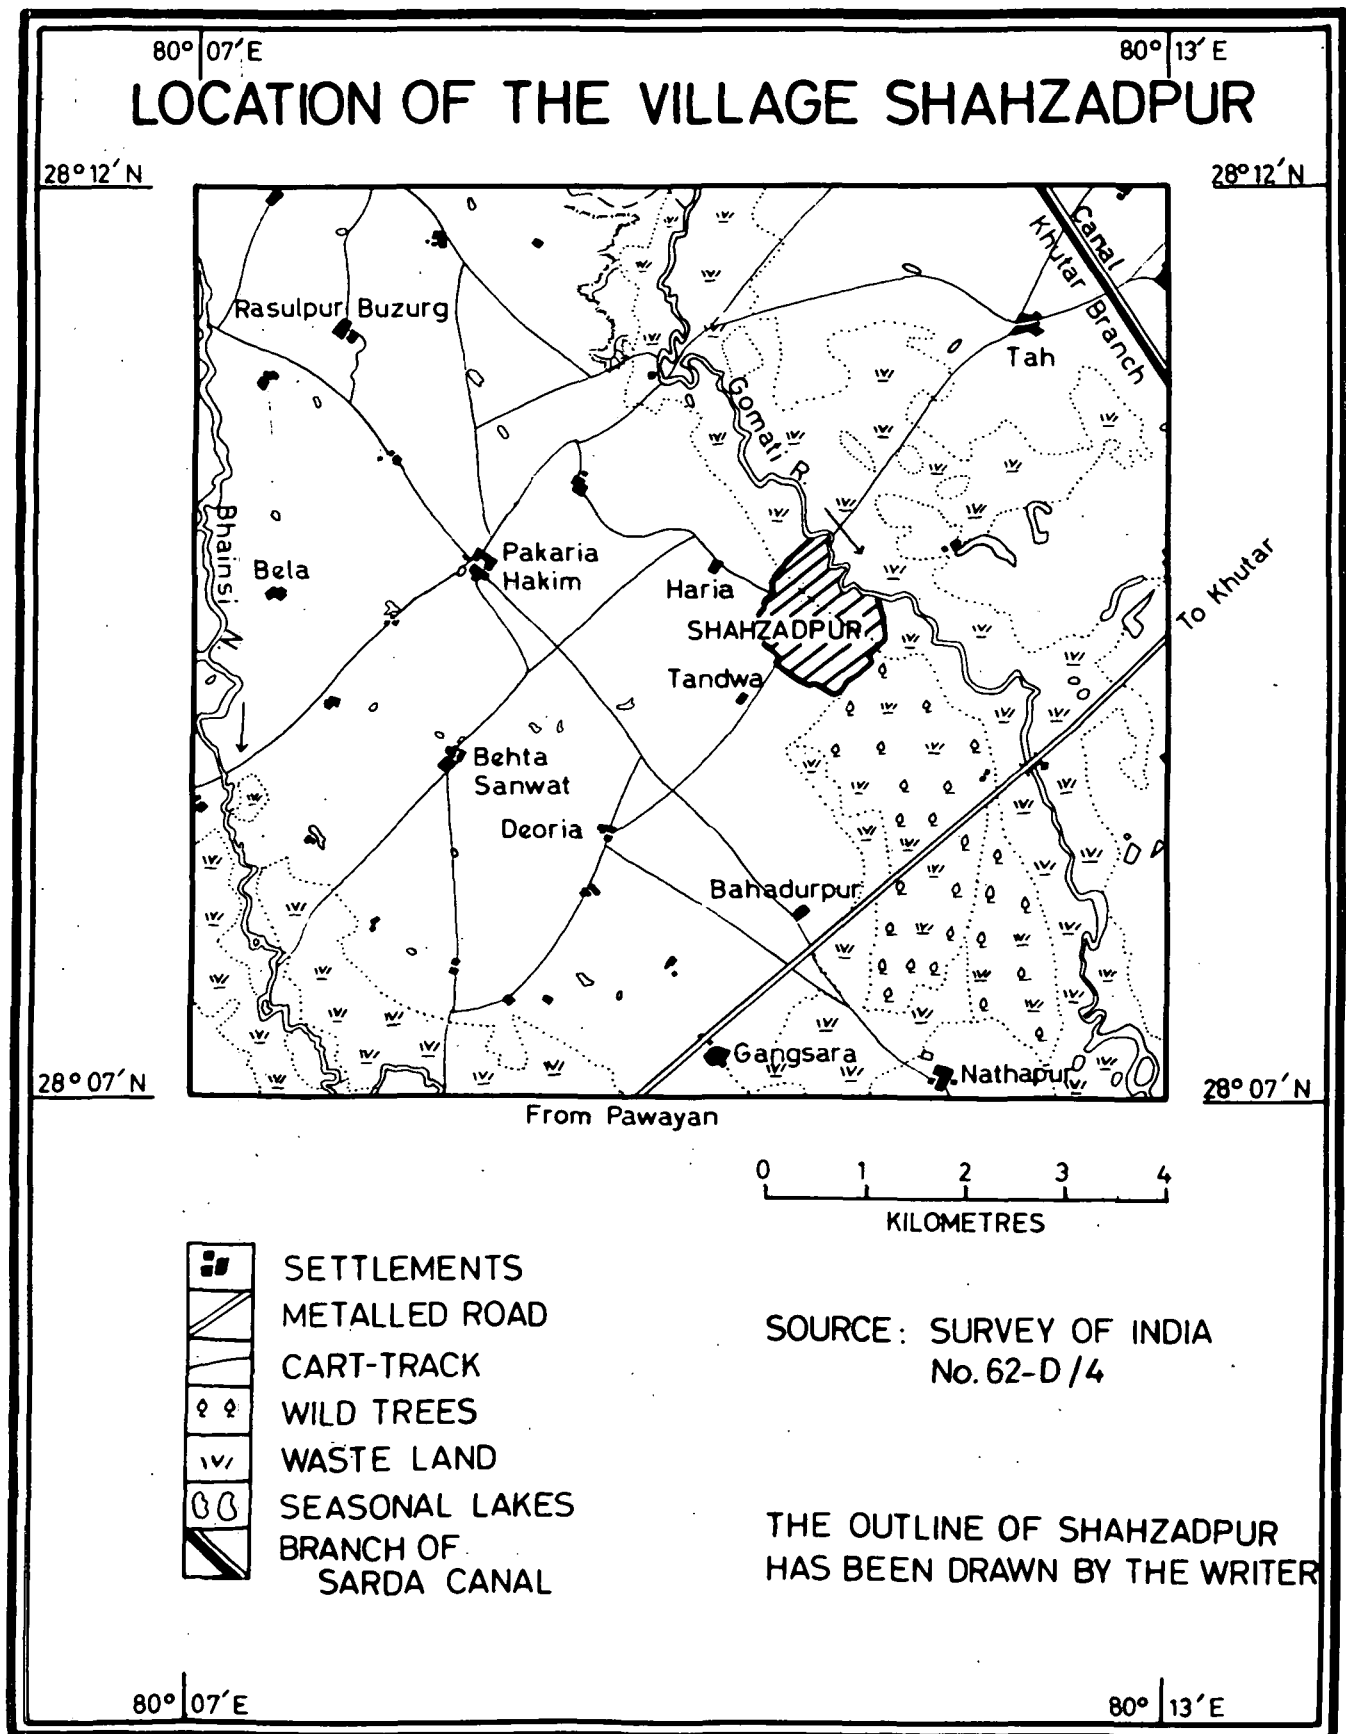 80° 07′E
80° 13′E
LOCATION OF THE VILLAGE SHAHZADPUR
28° 12′ N
28° 12′ N
Canal
Khutar Branch
Rasulpur Buzurg
Tah
Gomati R
Bhainsi N.
Bela
Pakaria
Hakim
Haria
To Khutar
SHAHZADPUR
Tandwa
Behta
Sanwat
Deoria
Bahadurpur
Gangsara
Nathapur
28° 07′ N
28° 07′ N
From Pawayan
0 1 2 3 4
KILOMETRES
SETTLEMENTS
METALLED ROAD
CART-TRACK
WILD TREES
WASTE LAND
SEASONAL LAKES
BRANCH OF
SARDA CANAL
SOURCE: SURVEY OF INDIA
No. 62-D/4
THE OUTLINE OF SHAHZADPUR
HAS BEEN DRAWN BY THE WRITER
80° 07′E
80° 13′E